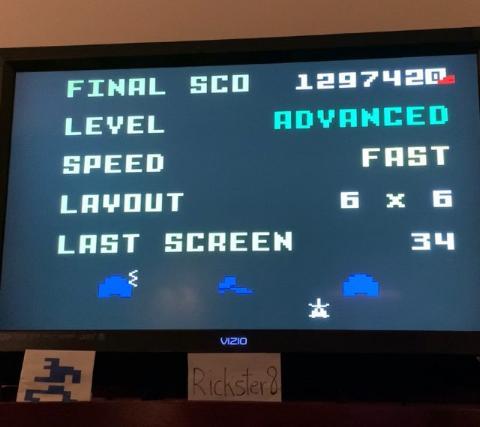 FINAL SCO 1297420
LEVEL ADVANCED
SPEED FAST
LAYOUT 6 x 6
LAST SCREEN 34
VIZIO
Rickster8